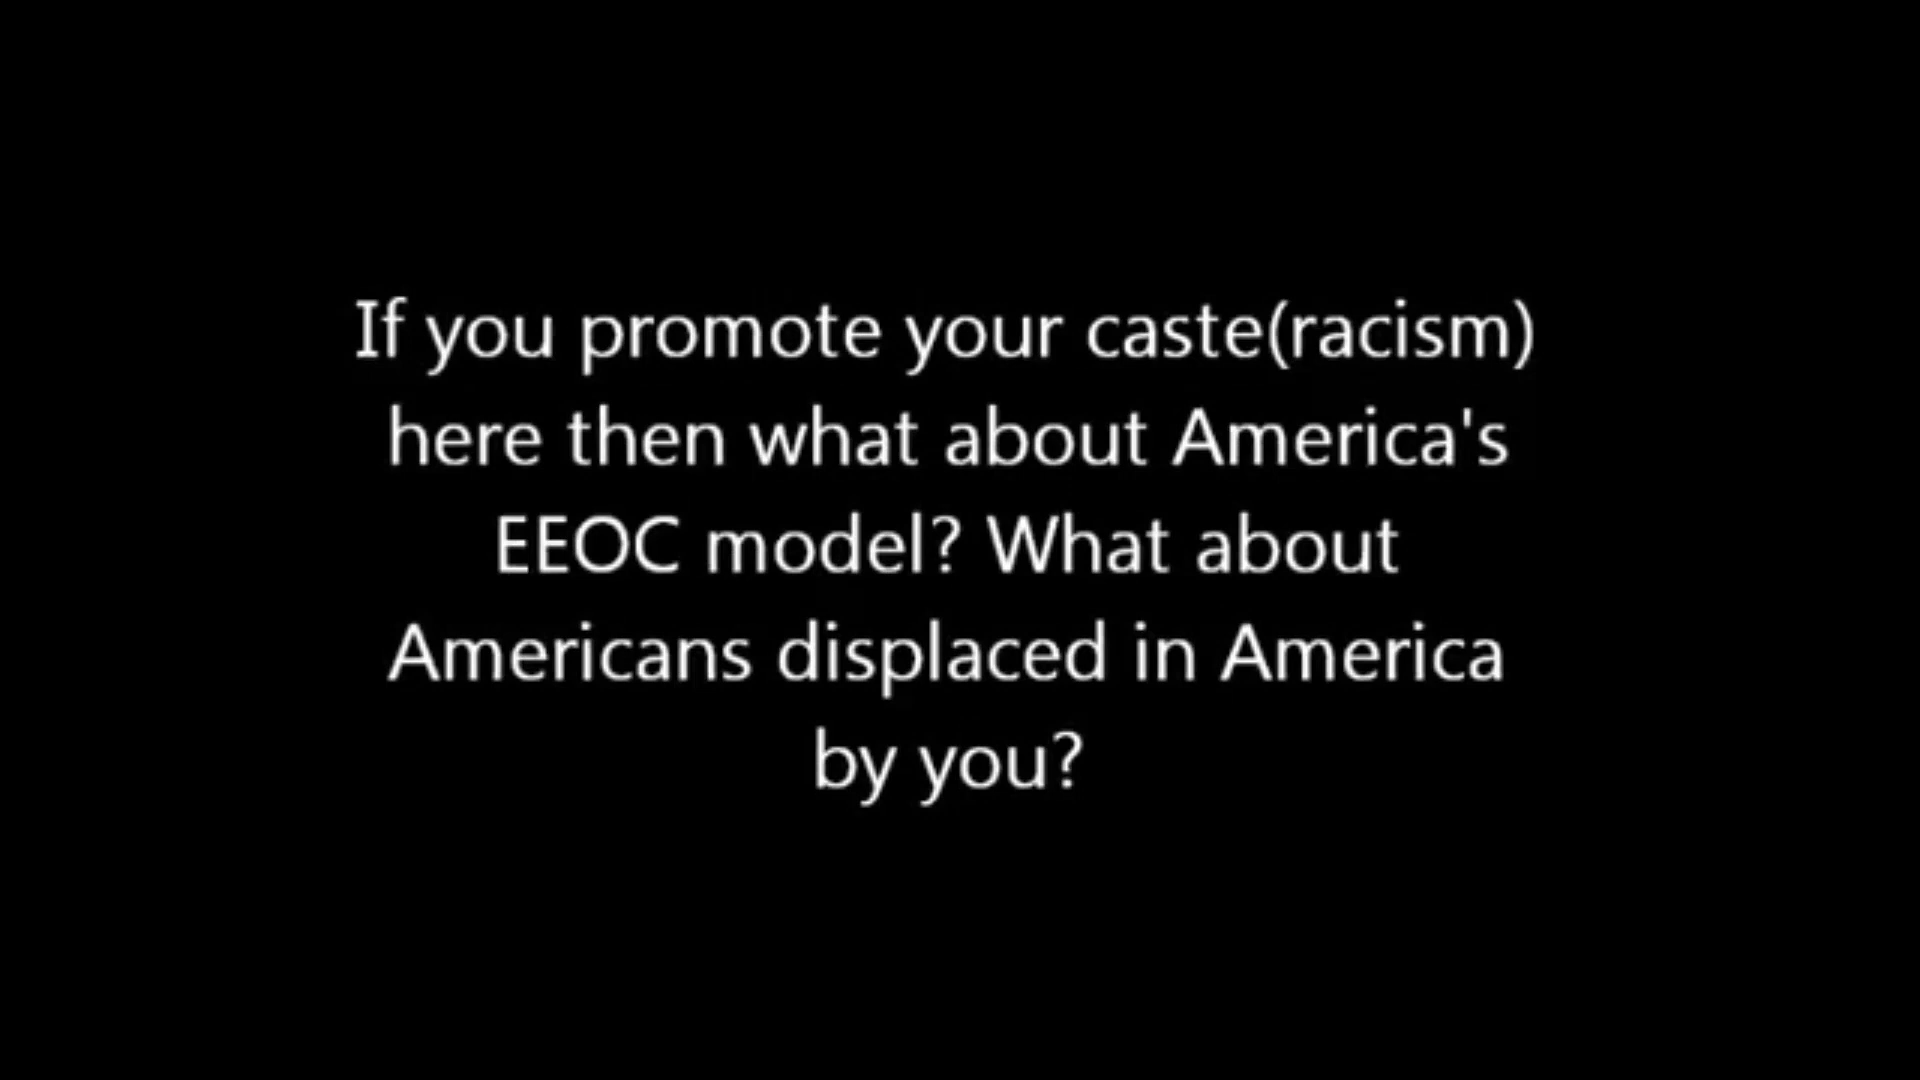 If you promote your caste(racism)
here then what about America's
EEOC model? What about
Americans displaced in America
by you?